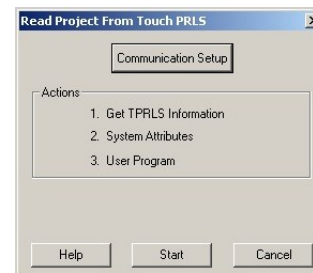 Read Project From Touch PRLS
Communication Setup
Actions
1. Get TPRLS Information
2. System Attributes
3. User Program
Help Start Cancel